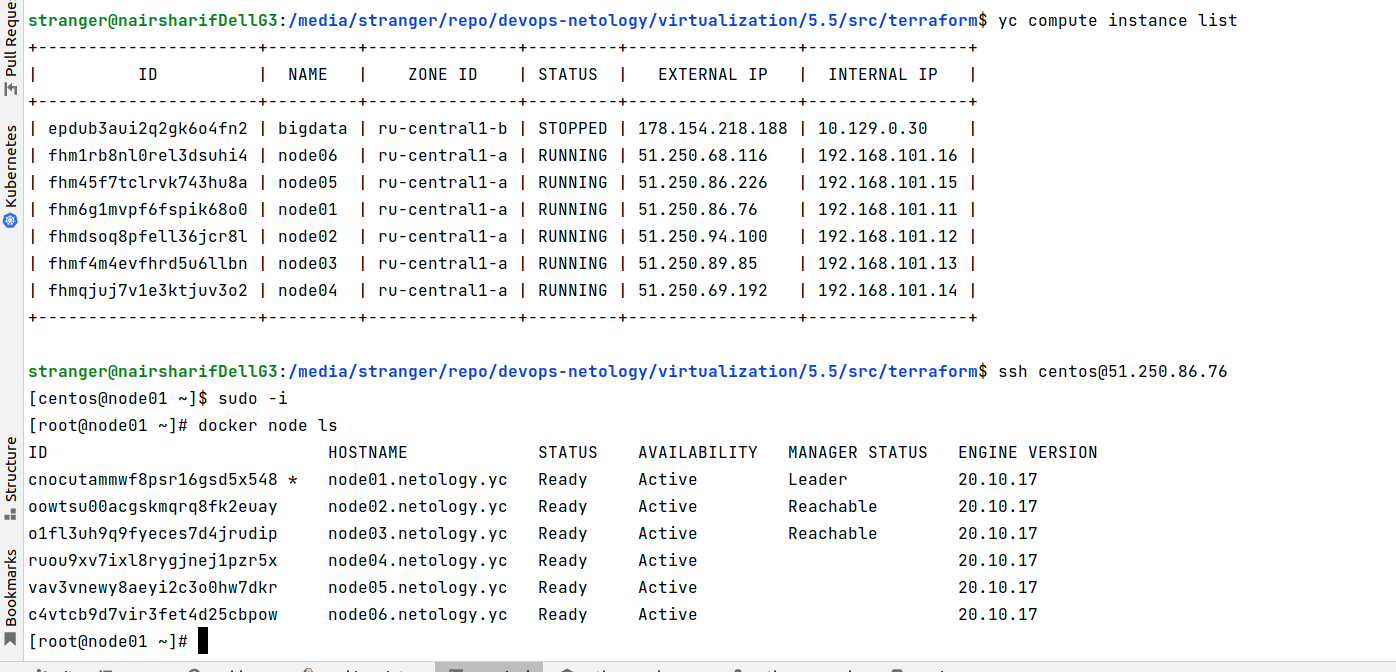 stranger@nairsharifDellG3:/media/stranger/repo/devops-netology/virtualization/5.5/src/terraform$ yc compute instance list
+----------------------+---------+---------------+---------+-----------------+----------------+
|          ID          |  NAME   |    ZONE ID    | STATUS  |   EXTERNAL IP   |  INTERNAL IP   |
+----------------------+---------+---------------+---------+-----------------+----------------+
| epdub3aui2q2gk6o4fn2 | bigdata | ru-central1-b | STOPPED | 178.154.218.188 | 10.129.0.30    |
| fhm1rb8nl0rel3dsuhi4 | node06  | ru-central1-a | RUNNING | 51.250.68.116   | 192.168.101.16 |
| fhm45f7tclrvk743hu8a | node05  | ru-central1-a | RUNNING | 51.250.86.226   | 192.168.101.15 |
| fhm6g1mvpf6fspik68o0 | node01  | ru-central1-a | RUNNING | 51.250.86.76    | 192.168.101.11 |
| fhmdsoq8pfell36jcr8l | node02  | ru-central1-a | RUNNING | 51.250.94.100   | 192.168.101.12 |
| fhmf4m4evfhrd5u6llbn | node03  | ru-central1-a | RUNNING | 51.250.89.85    | 192.168.101.13 |
| fhmqjuj7v1e3ktjuv3o2 | node04  | ru-central1-a | RUNNING | 51.250.69.192   | 192.168.101.14 |
+----------------------+---------+---------------+---------+-----------------+----------------+
stranger@nairsharifDellG3:/media/stranger/repo/devops-netology/virtualization/5.5/src/terraform$ ssh centos@51.250.86.76
[centos@node01 ~]$ sudo -i
[root@node01 ~]# docker node ls
ID                            HOSTNAME             STATUS    AVAILABILITY   MANAGER STATUS   ENGINE VERSION
cnocutammwf8psr16gsd5x548 *   node01.netology.yc   Ready     Active         Leader           20.10.17
oowtsu00acgskmqrq8fk2euay     node02.netology.yc   Ready     Active         Reachable        20.10.17
o1fl3uh9q9fyeces7d4jrudip     node03.netology.yc   Ready     Active         Reachable        20.10.17
ruou9xv7ixl8rygjnej1pzr5x     node04.netology.yc   Ready     Active                          20.10.17
vav3vnewy8aeyi2c3o0hw7dkr     node05.netology.yc   Ready     Active                          20.10.17
c4vtcb9d7vir3fet4d25cbpow     node06.netology.yc   Ready     Active                          20.10.17
[root@node01 ~]#
Pull Reque
Kubernetes
Structure
Bookmarks